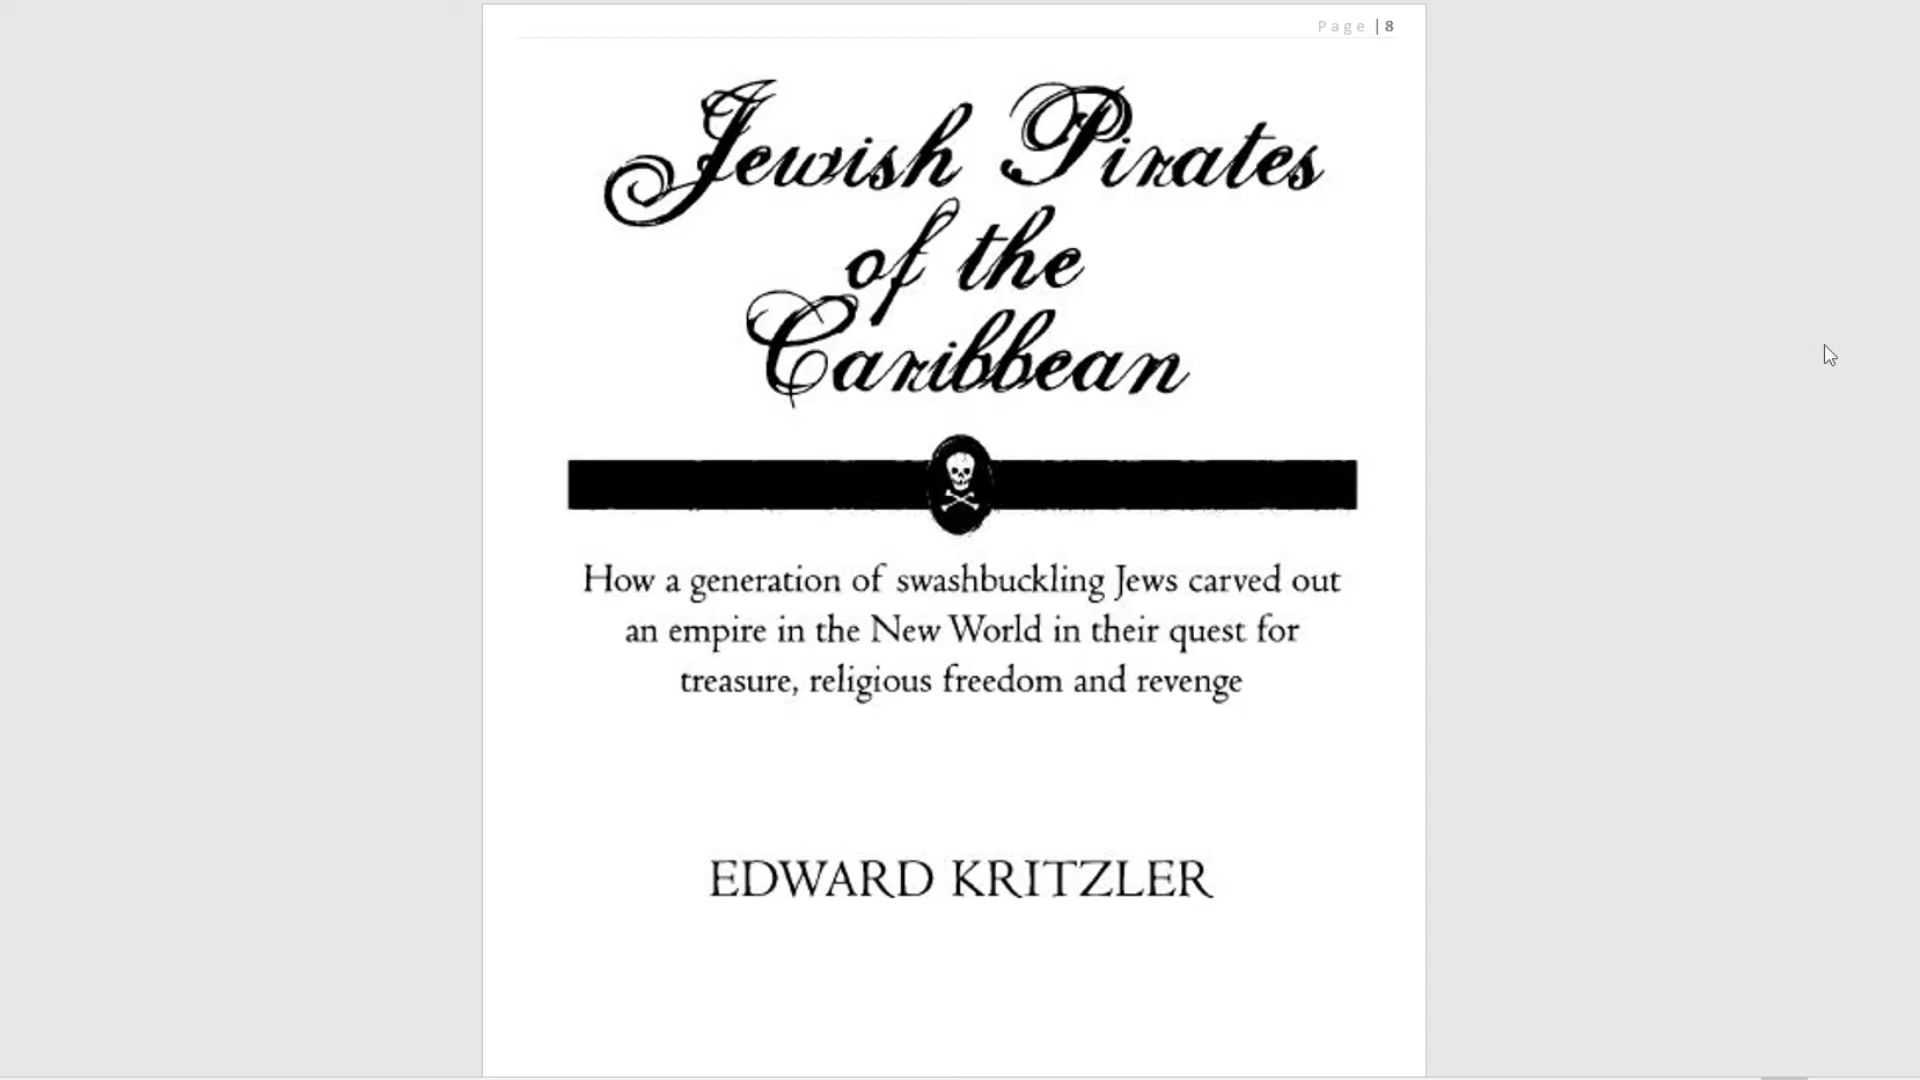 Page | 8
Jewish Pirates
of the
Caribbean
How a generation of swashbuckling Jews carved out
an empire in the New World in their quest for
treasure, religious freedom and revenge
EDWARD KRITZLER